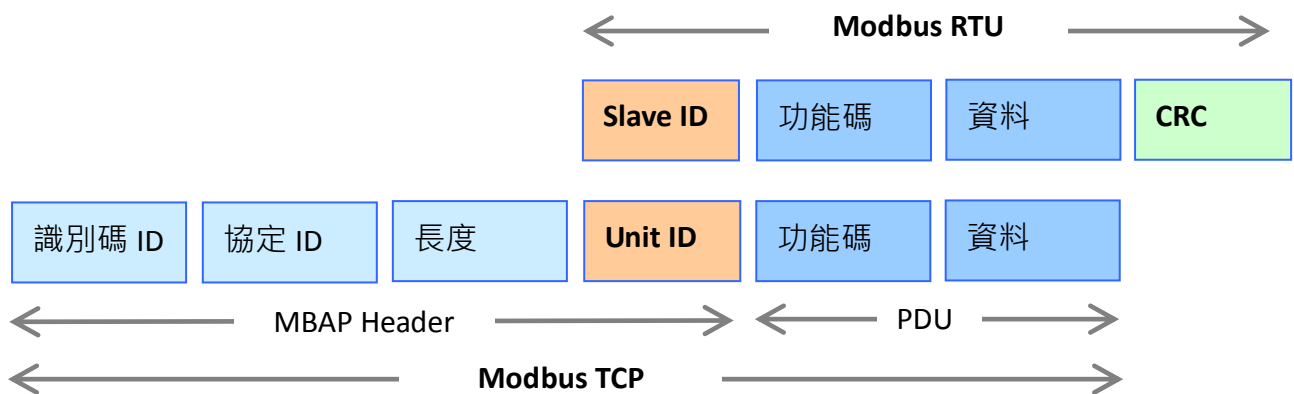 Modbus RTU
Slave ID 功能碼 資料 CRC
識別碼 ID 協定 ID 長度 Unit ID 功能碼 資料
MBAP Header PDU
Modbus TCP